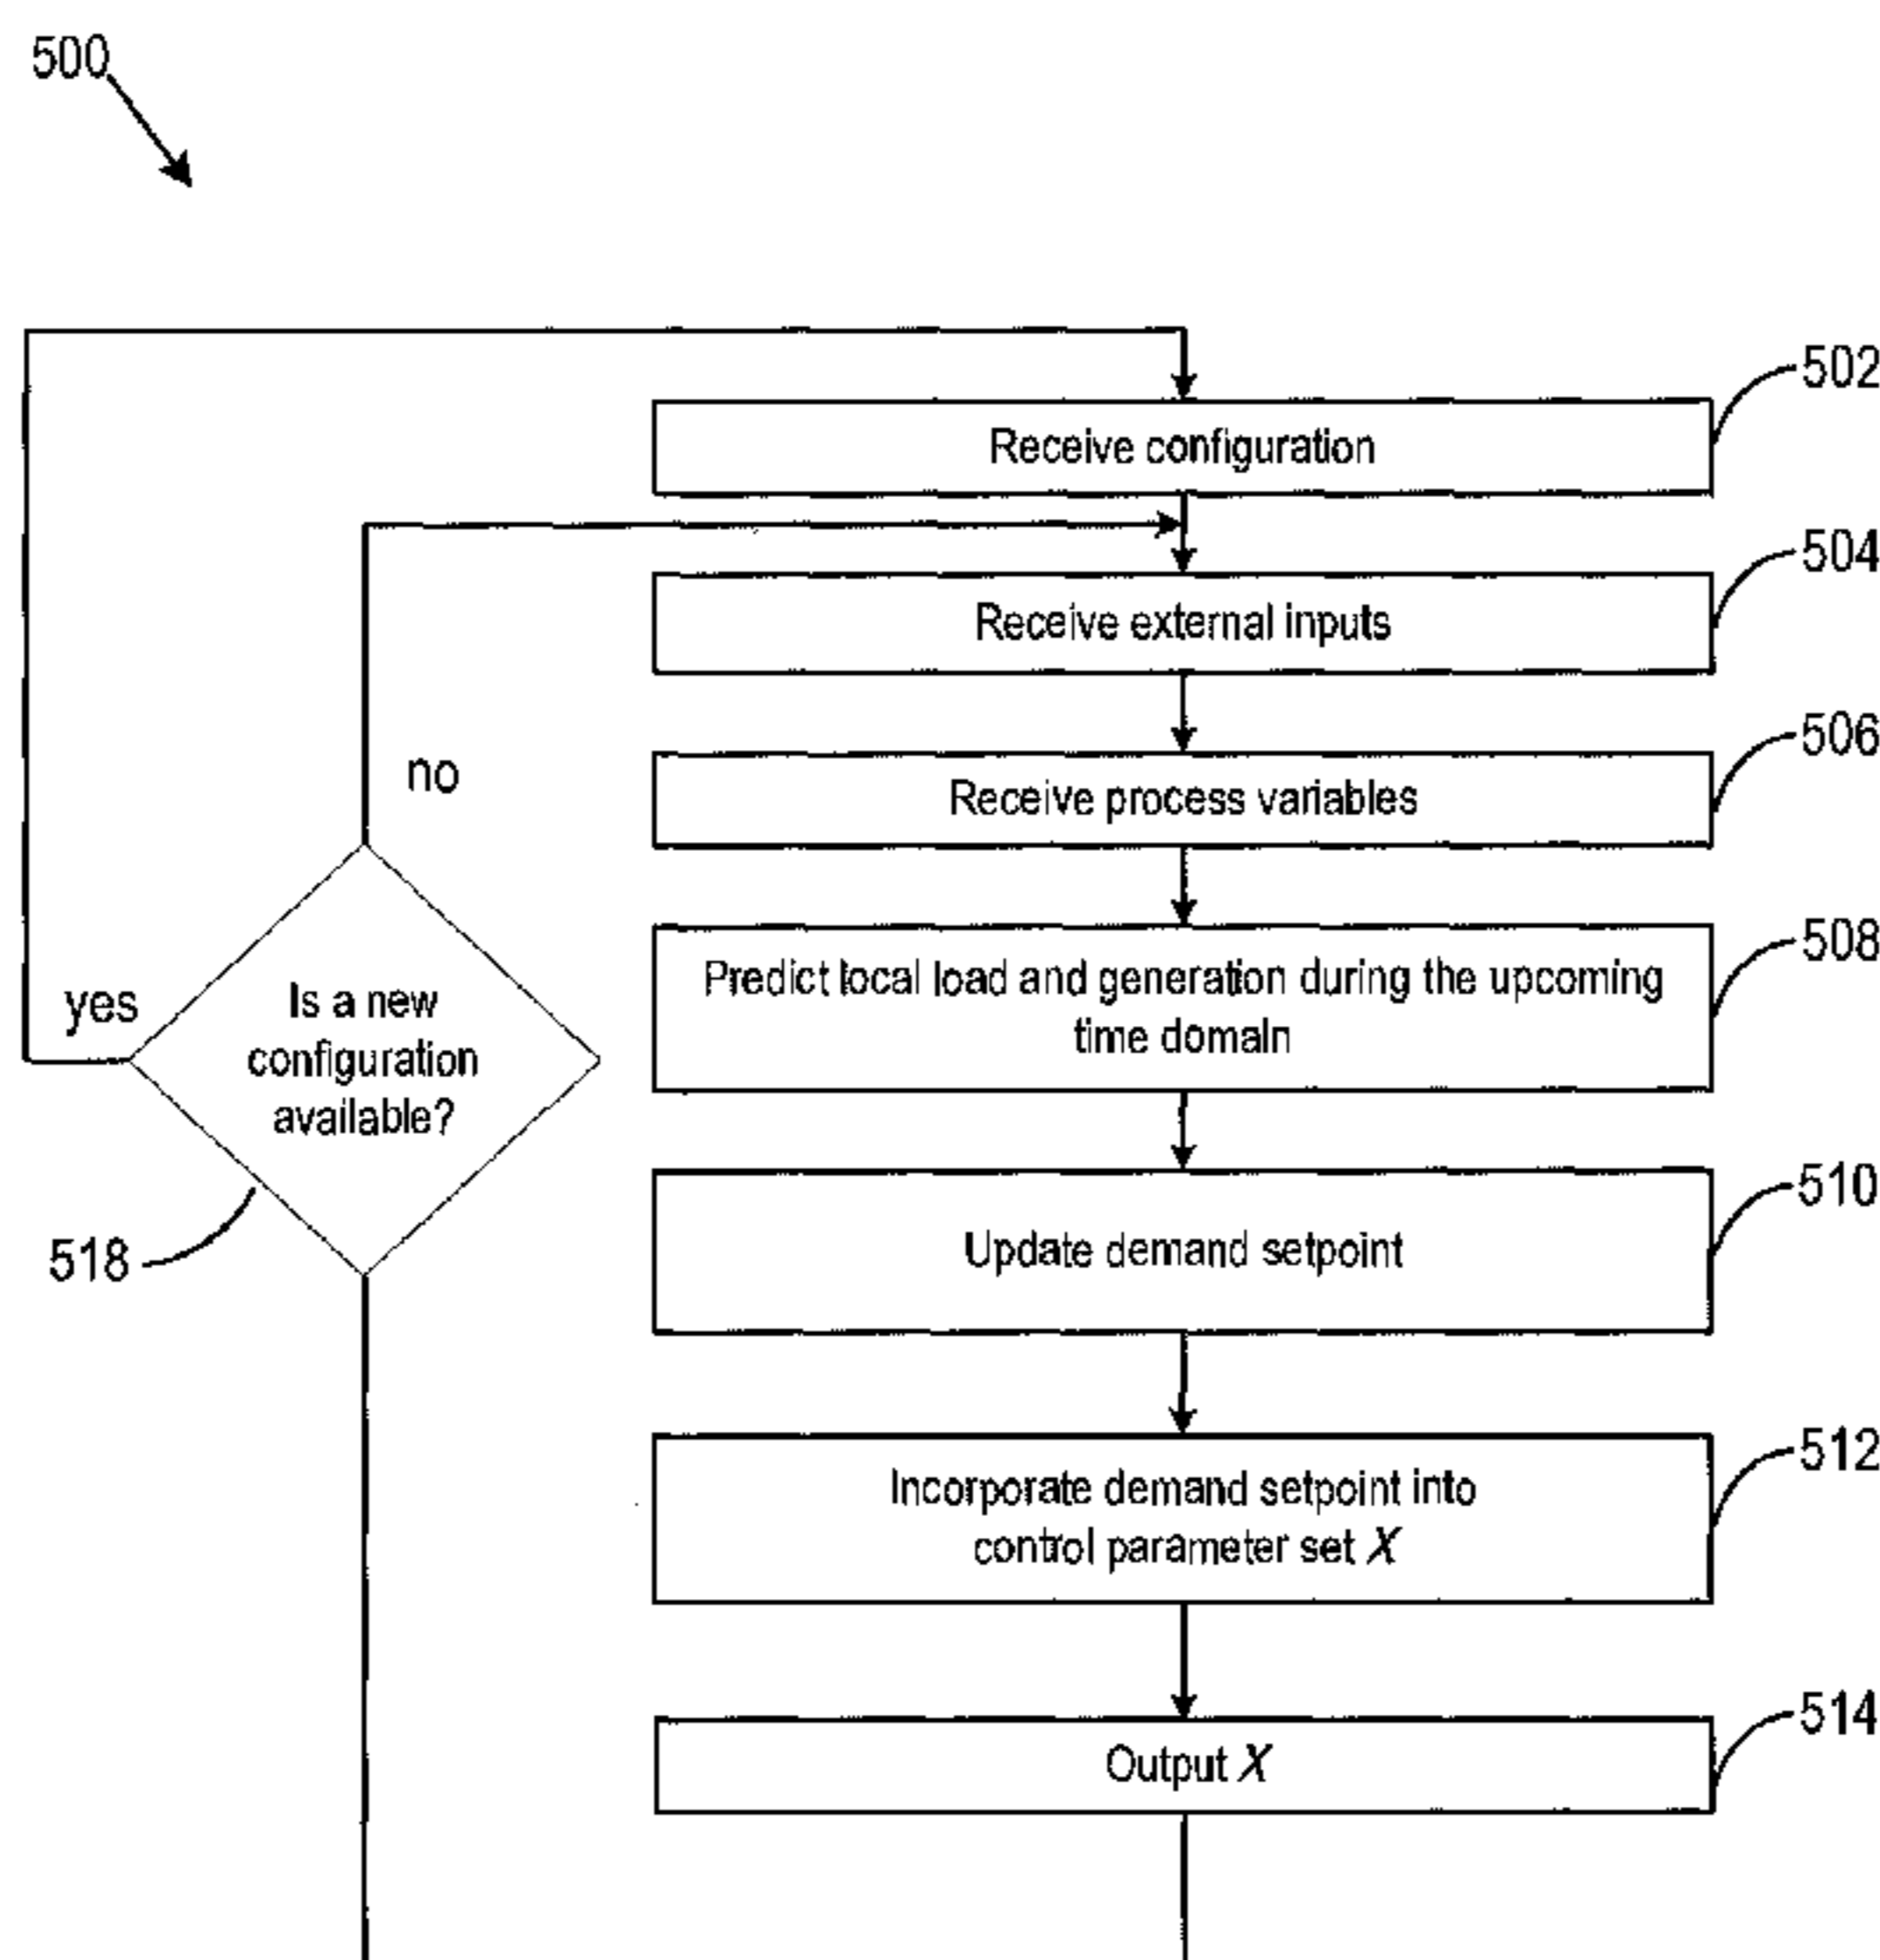 500
502
Receive configuration
504
Receive external inputs
506
Receive process variables
no
508
Predict local load and generation during the upcoming
time domain
yes
Is a new
configuration
available?
518
510
Update demand setpoint
512
Incorporate demand setpoint into
control parameter set X
514
Output X